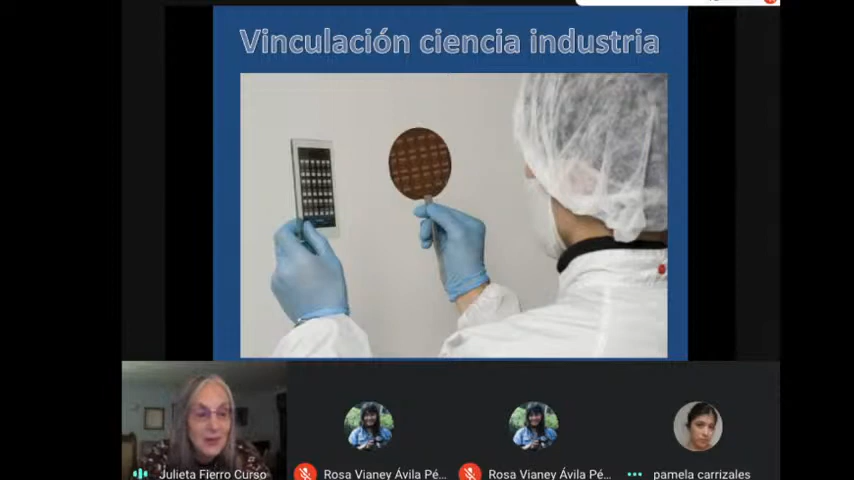 Vinculación ciencia industria
Julieta Fierro Curso
Rosa Vianey Ávila Pé...
Rosa Vianey Ávila Pé...
pamela carrizales